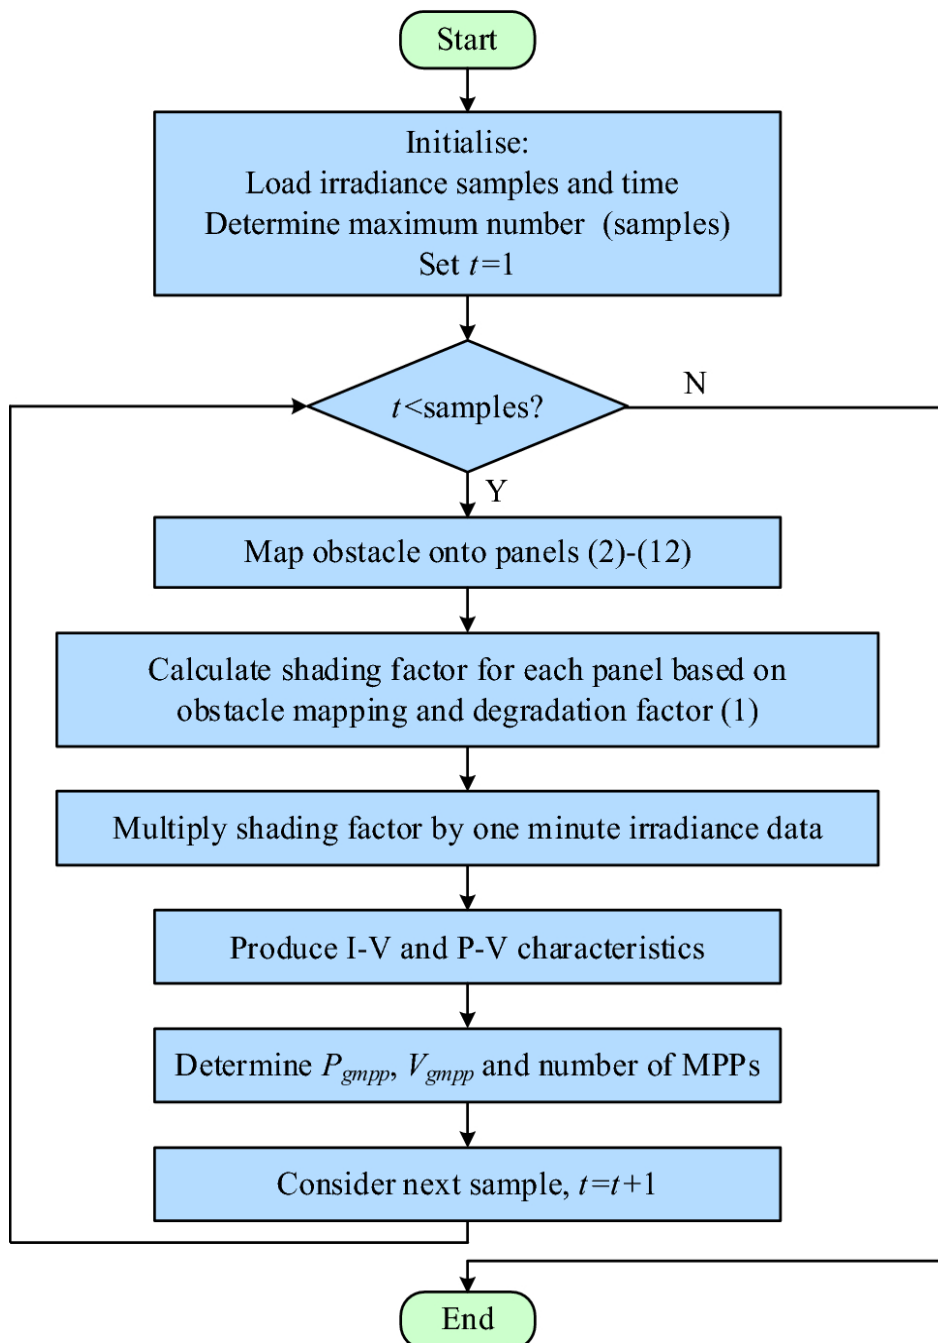 Start
Initialise:
Load irradiance samples and time
Determine maximum number (samples)
Set t=1
t<samples?
N
Y
Map obstacle onto panels (2)-(12)
Calculate shading factor for each panel based on
obstacle mapping and degradation factor (1)
Multiply shading factor by one minute irradiance data
Produce I-V and P-V characteristics
Determine Pgmpp, Vgmpp and number of MPPs
Consider next sample, t=t+1
End